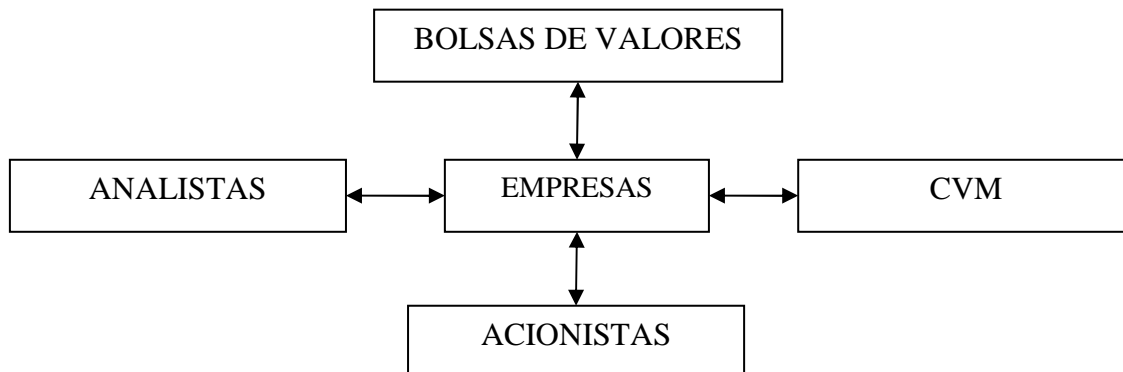 BOLSAS DE VALORES
ANALISTAS
EMPRESAS
CVM
ACIONISTAS